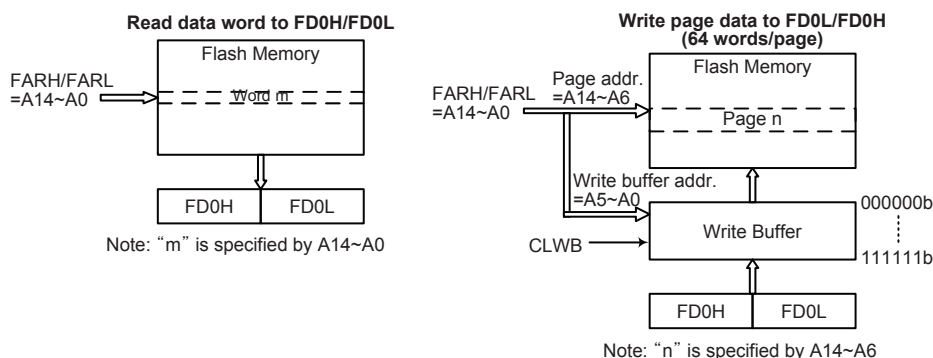 Read data word to FD0H/FD0L
Flash Memory
FARH/FARL
=A14~A0
Word m
FD0H
FD0L
Note: “m” is specified by A14~A0
Write page data to FD0L/FD0H
(64 words/page)
Flash Memory
Page addr.
=A14~A6
FARH/FARL
=A14~A0
Page n
Write buffer addr.
=A5~A0
000000b
Write Buffer
CLWB
111111b
FD0H
FD0L
Note: “n” is specified by A14~A6